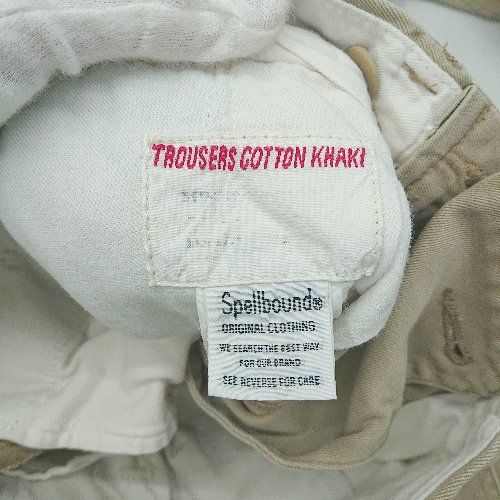 TROUSERS COTTON KHAKI
Spellbound®
ORIGINAL CLOTHING
WE SEARCH THE BEST WAY
FOR OUR BRAND
SEE REVERSE FOR CARE